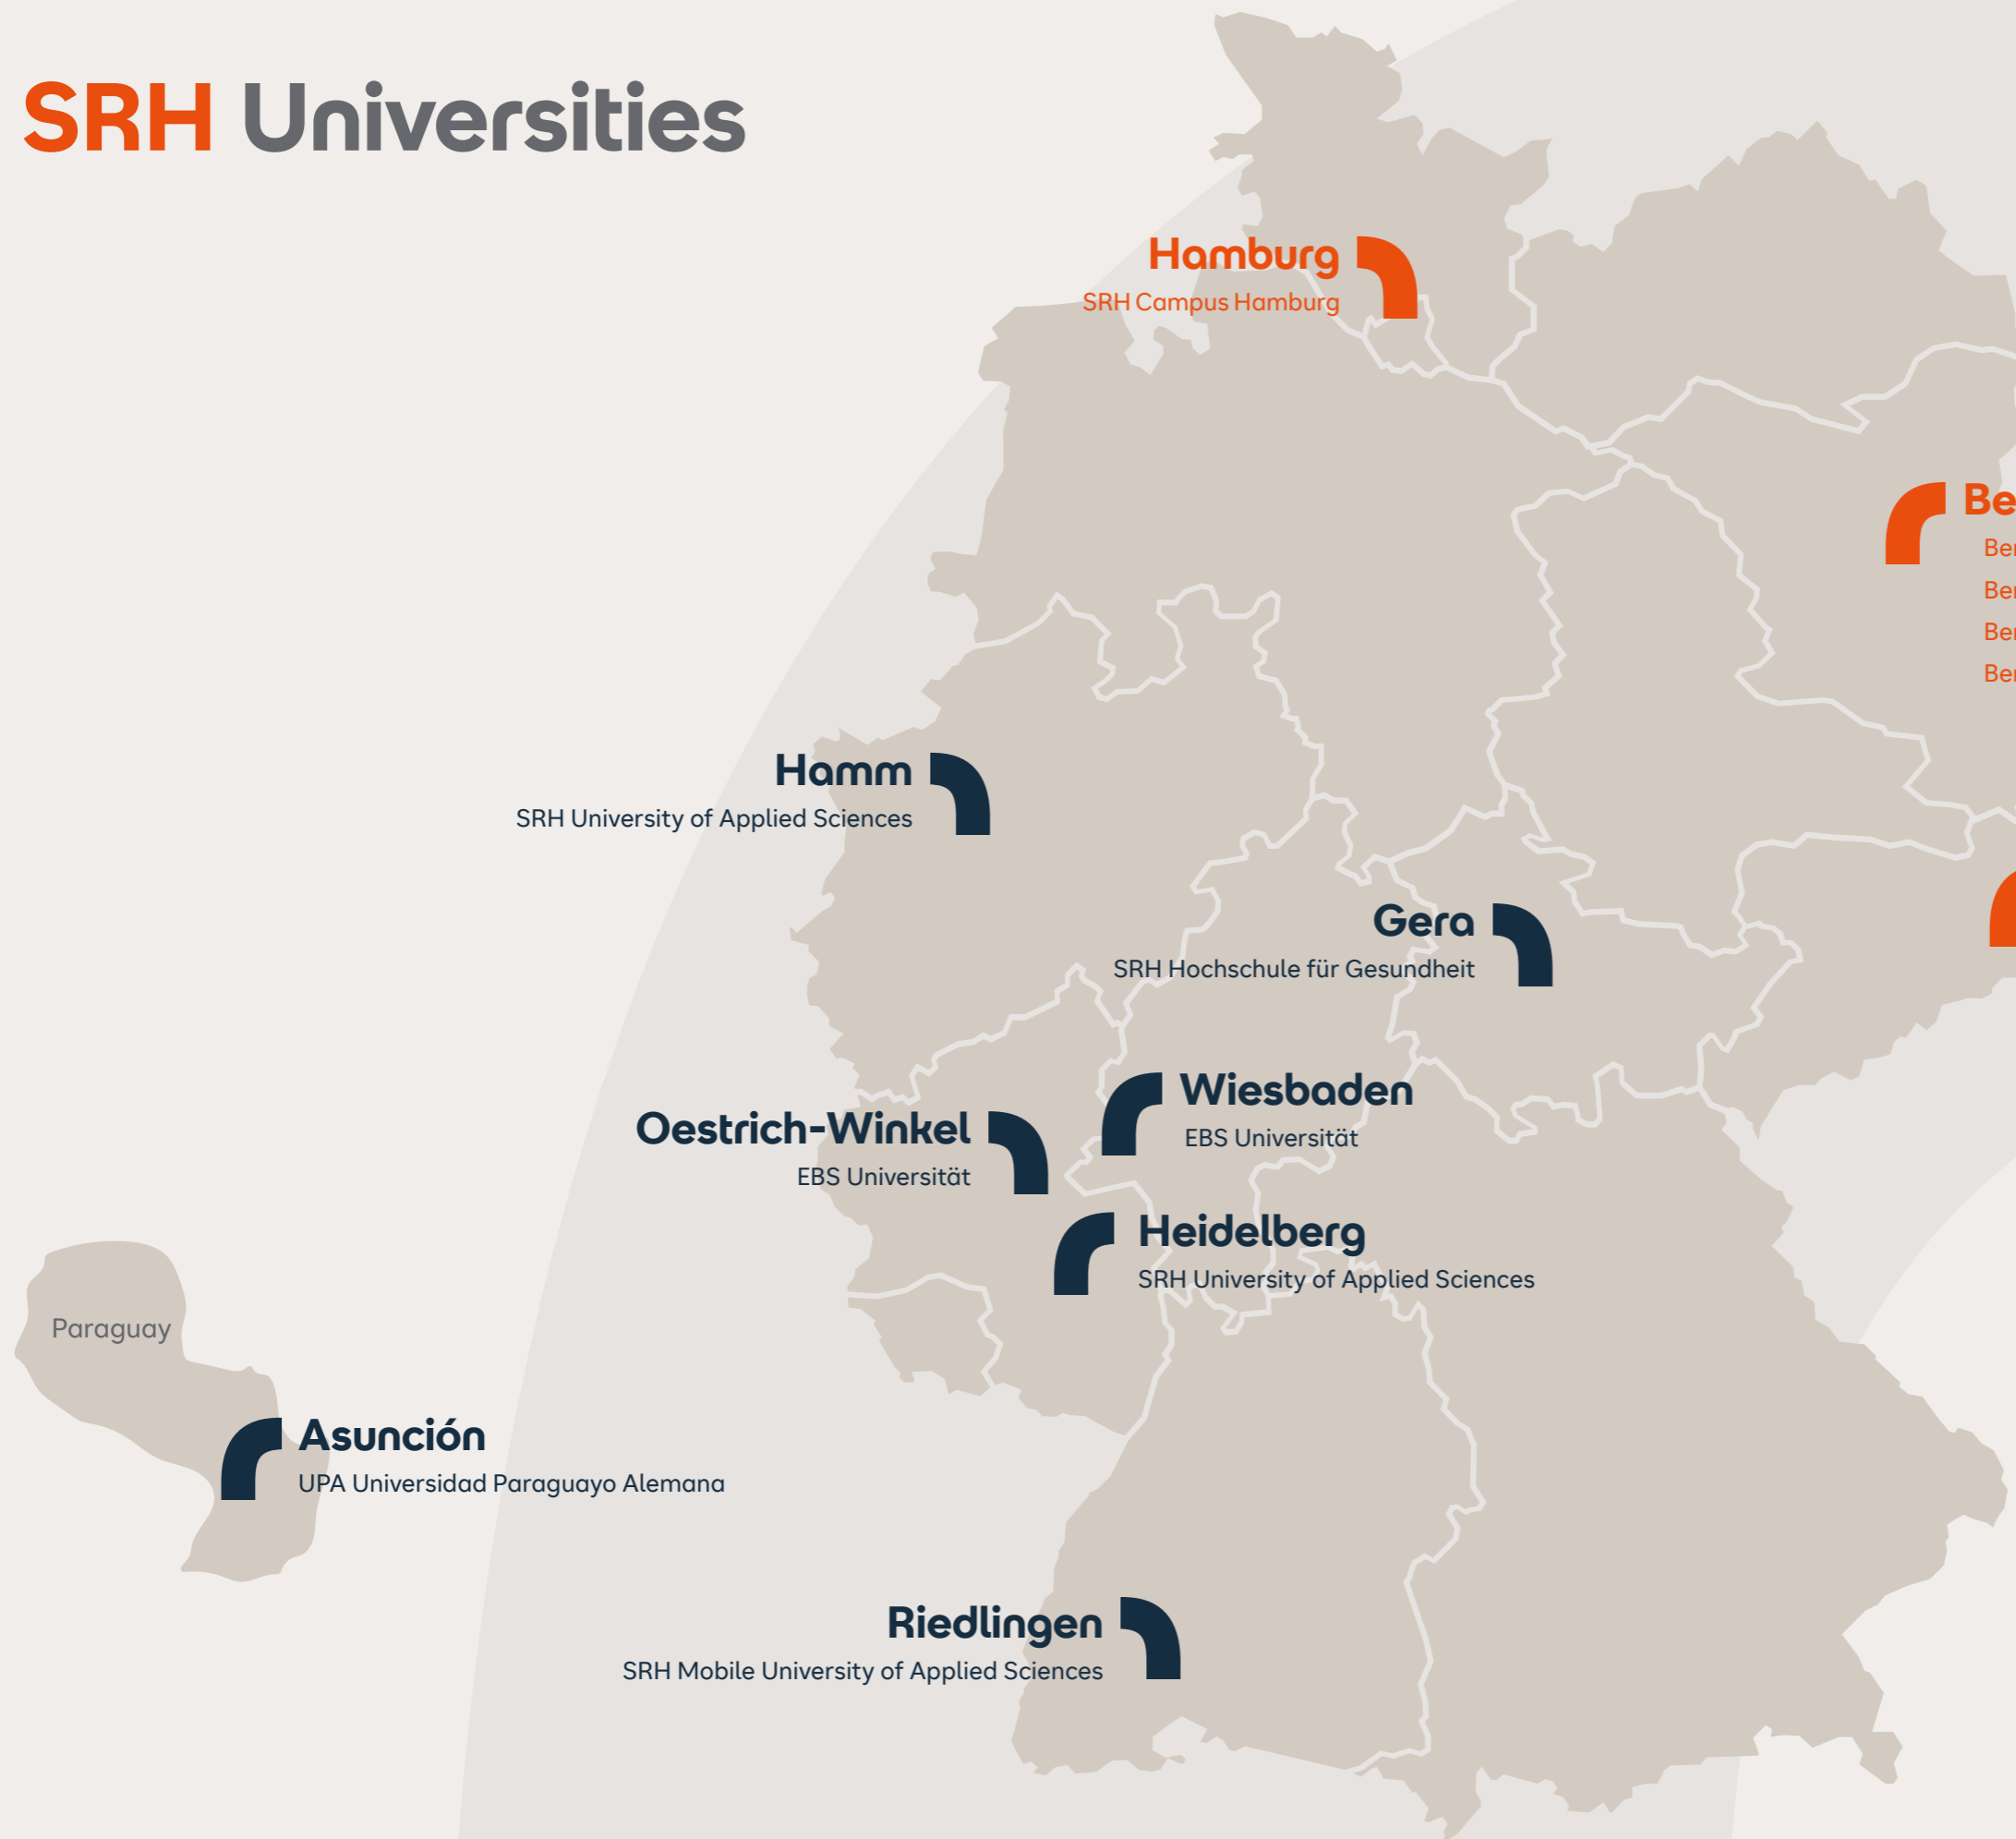 SRH Universities
Hamburg
SRH Campus Hamburg
Hamm
SRH University of Applied Sciences
Gera
SRH Hochschule für Gesundheit
Wiesbaden
EBS Universität
Oestrich-Winkel
EBS Universität
Heidelberg
SRH University of Applied Sciences
Paraguay
Asunción
UPA Universidad Paraguayo Alemana
Riedlingen
SRH Mobile University of Applied Sciences